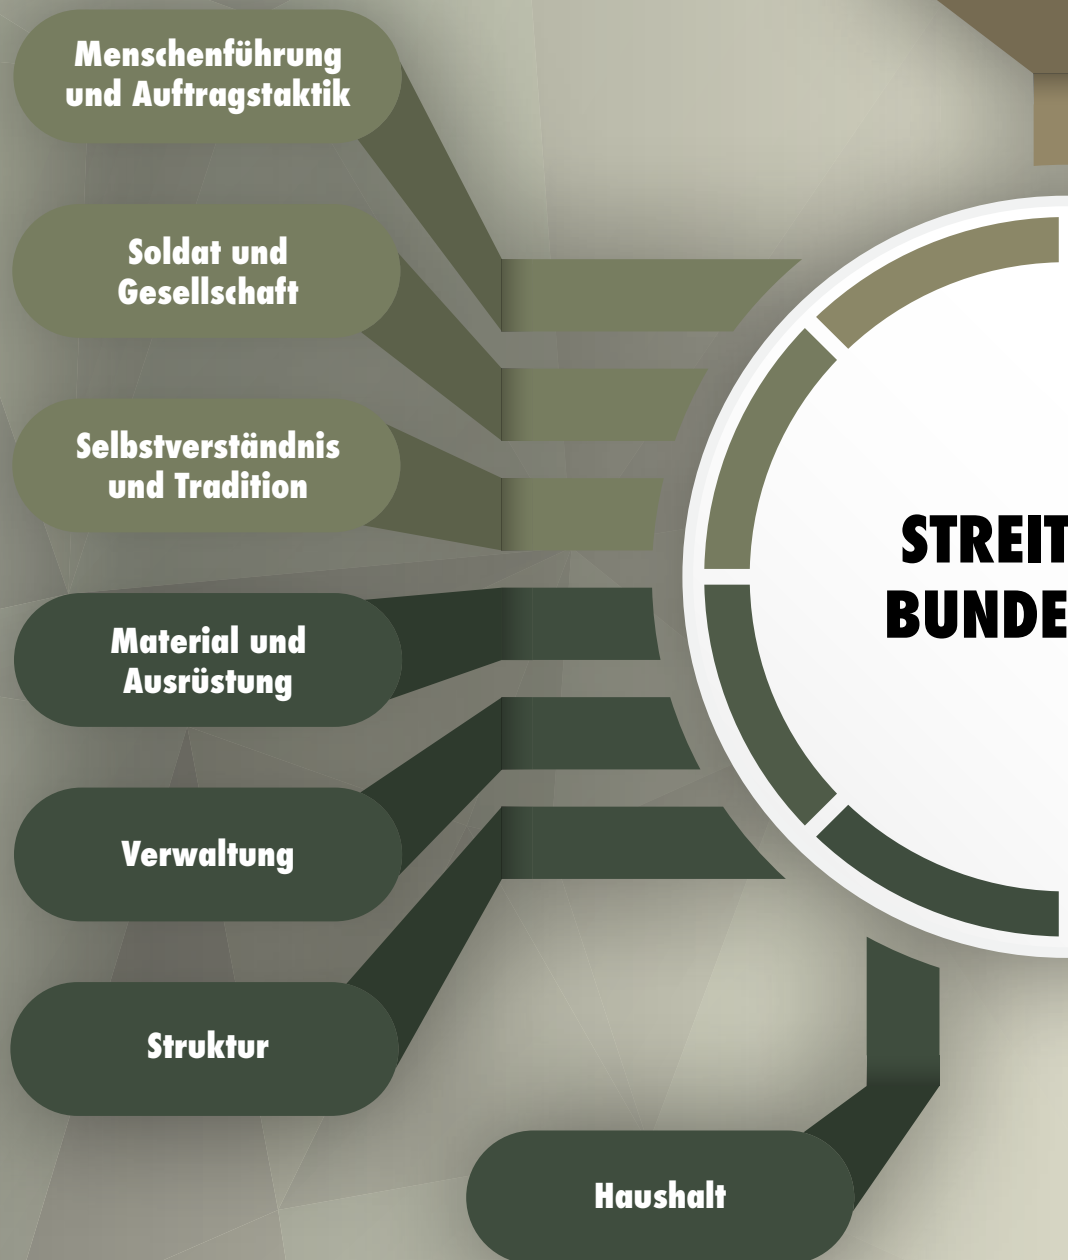 Menschenführung
und Auftragstaktik
Soldat und
Gesellschaft
Selbstverständnis
und Tradition
STREIT
BUNDE
Material und
Ausrüstung
Verwaltung
Struktur
Haushalt